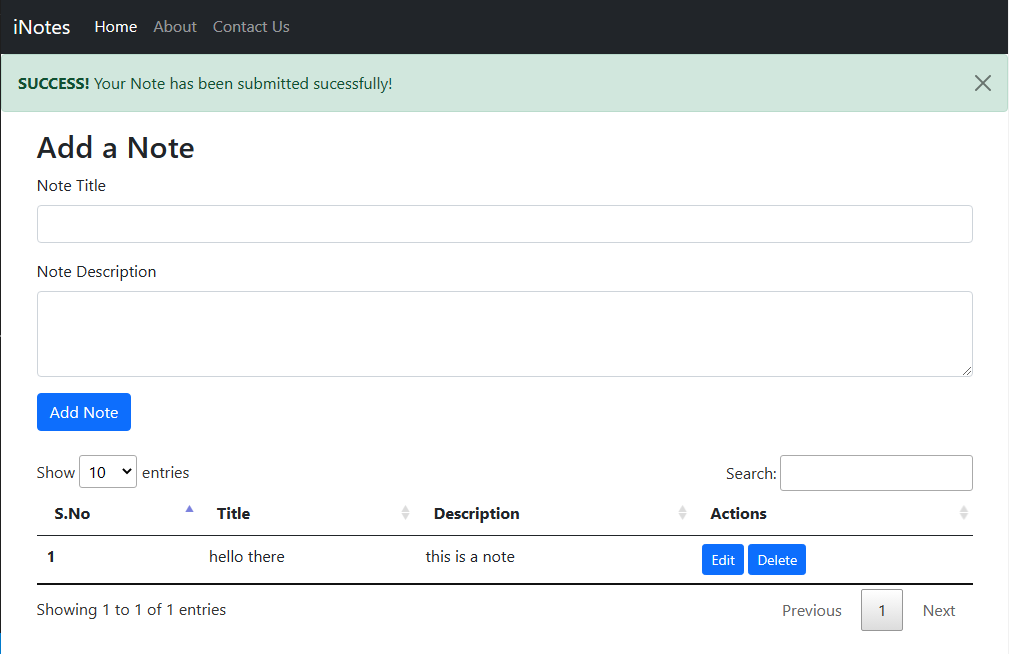 iNotes Home About Contact Us
SUCCESS! Your Note has been submitted sucessfully!
Add a Note
Note Title
Note Description
Add Note
Show 10 entries Search:
S.No Title Description Actions
1 hello there this is a note Edit Delete
Showing 1 to 1 of 1 entries Previous 1 Next